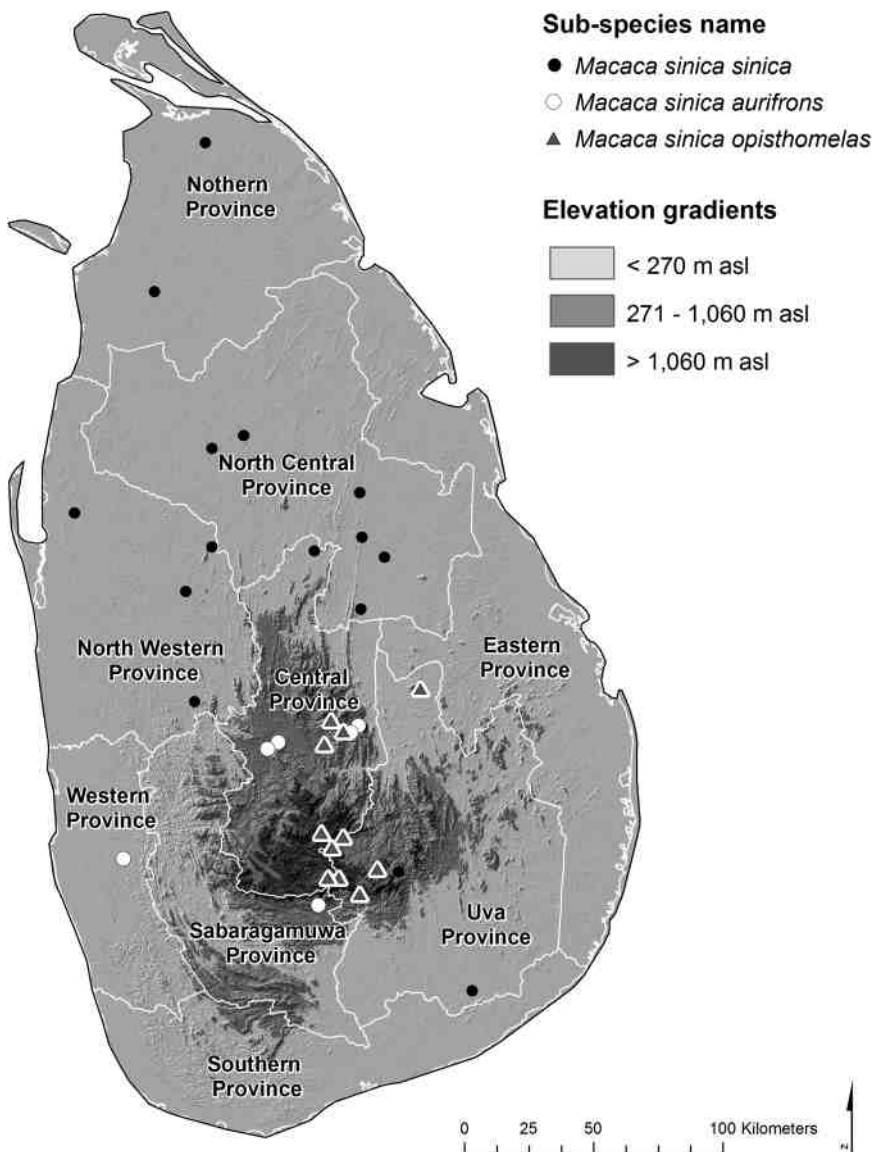 Sub-species name
Macaca sinica sinica
Macaca sinica aurifrons
Macaca sinica opisthomelas
Elevation gradients
< 270 m asl
271 - 1,060 m asl
> 1,060 m asl
Nothern
Province
North Central
Province
North Western
Province
Eastern
Province
Central
Province
Western
Province
Uva
Province
Sabaragamuwa
Province
Southern
Province
0 25 50 100 Kilometers
N